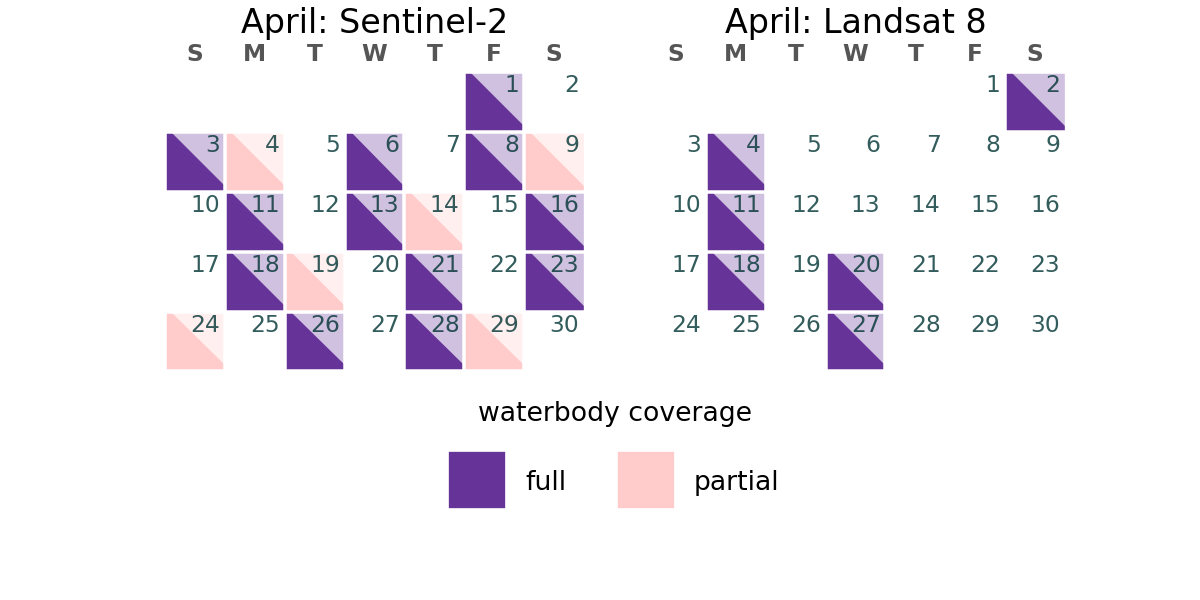 April: Sentinel-2
S M T W T F S
1 2
3 4 5 6 7 8 9
10 11 12 13 14 15 16
17 18 19 20 21 22 23
24 25 26 27 28 29 30
April: Landsat 8
S M T W T F S
1 2
3 4 5 6 7 8 9
10 11 12 13 14 15 16
17 18 19 20 21 22 23
24 25 26 27 28 29 30
waterbody coverage
full
partial